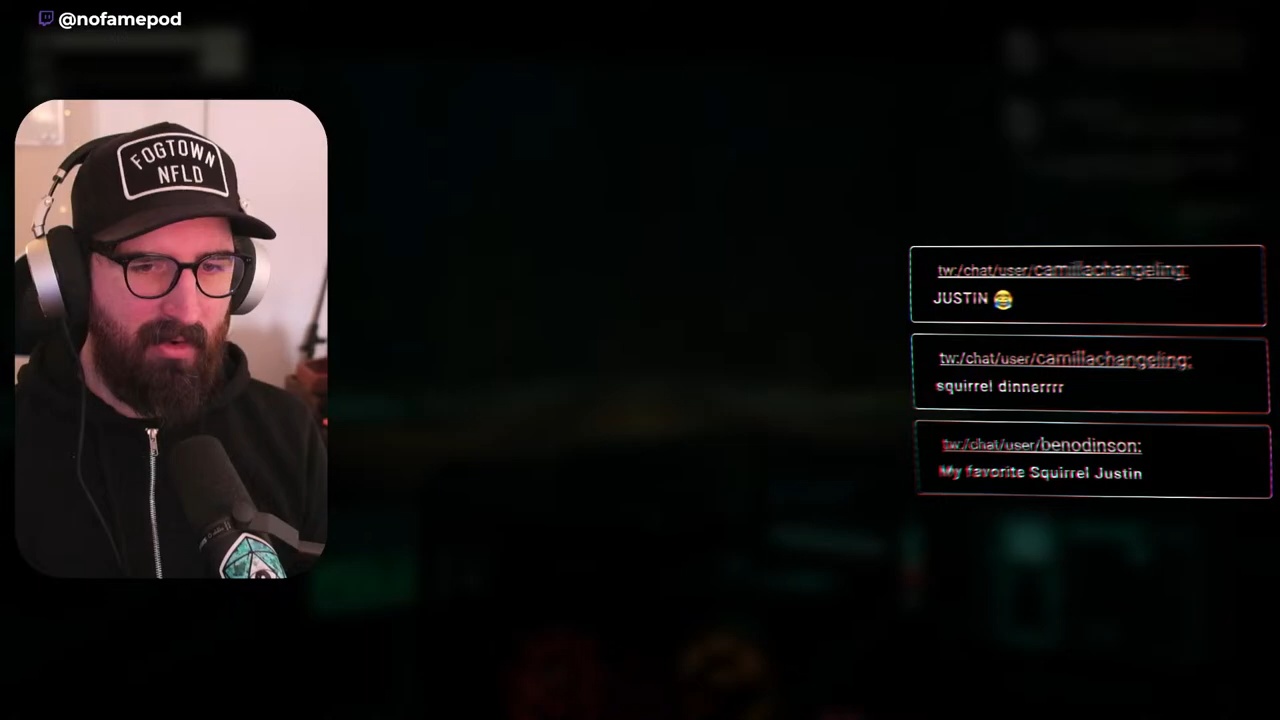 @nofamepod
FOGTOWN
NFLD
tw:/chat/user/camillachangeling:
JUSTIN 😂
tw:/chat/user/camillachangeling:
squirrel dinnerrrr
tw:/chat/user/benodinson:
My favorite Squirrel Justin